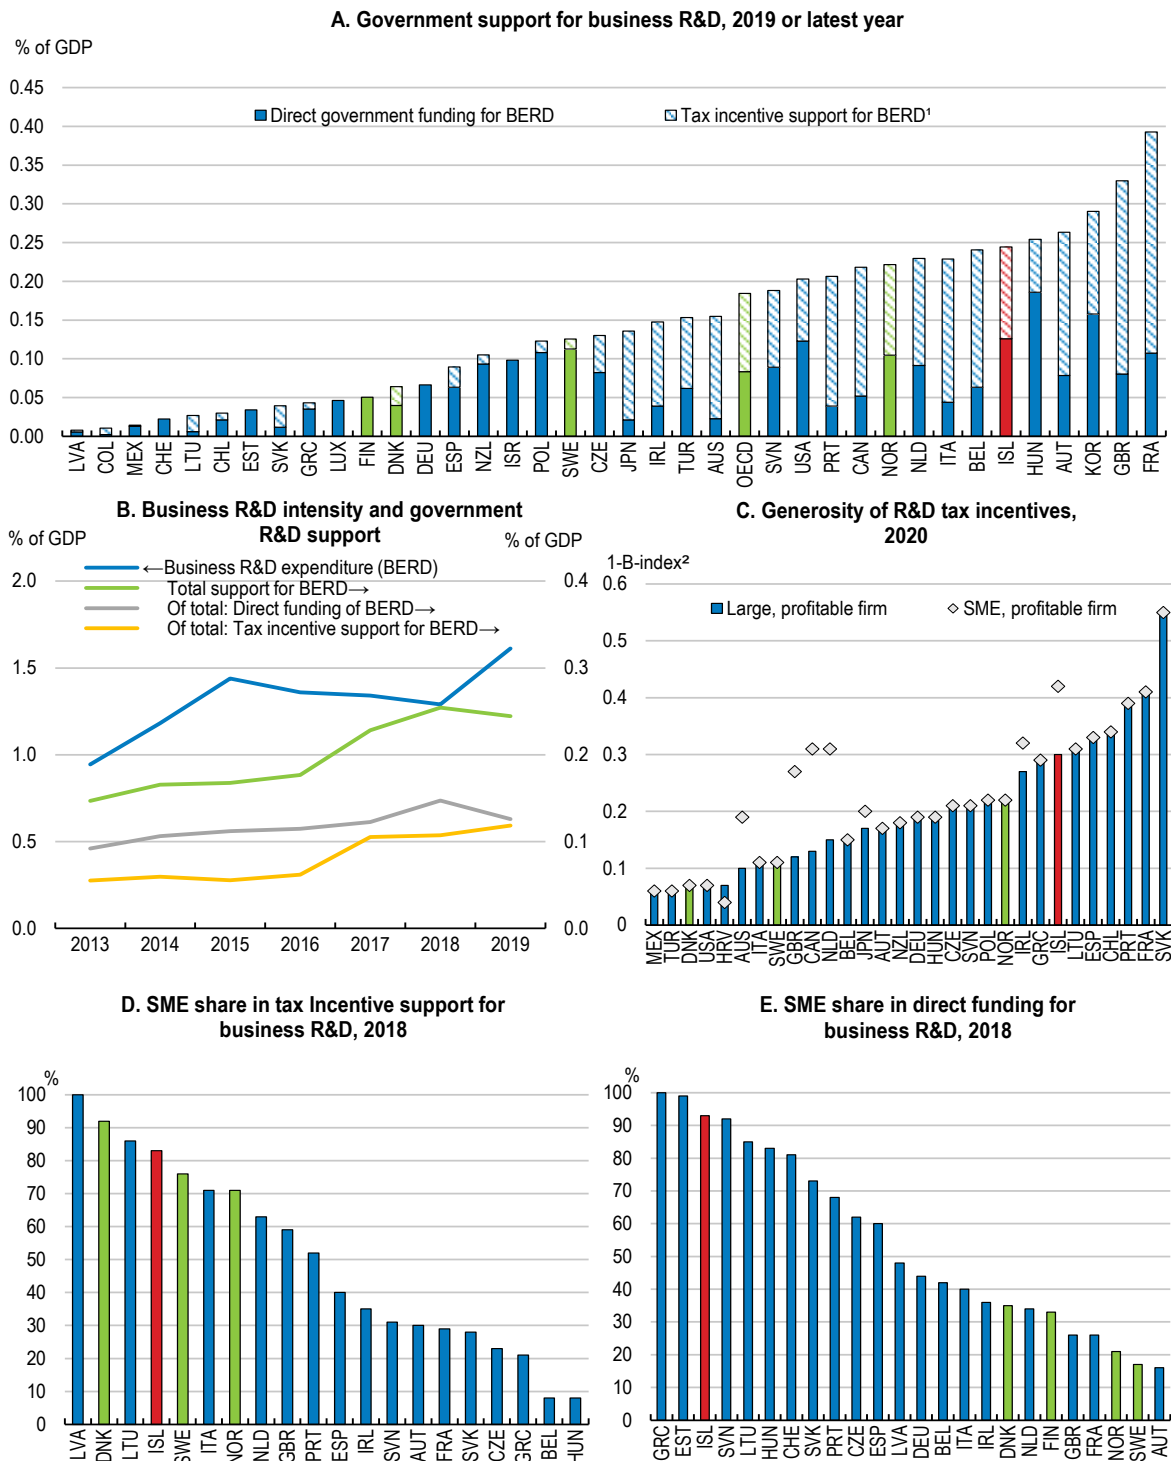 A. Government support for business R&D, 2019 or latest year
% of GDP
0.45
0.40
0.35
0.30
0.25
0.20
0.15
0.10
0.05
0.00
Direct government funding for BERD
Tax incentive support for BERD¹
LVA COL MEX CHE LTU CHL EST SVK GRC LUX FIN DNK DEU ESP NZL ISR POL SWE CZE JPN IRL TUR AUS OECD SVN USA PRT CAN NOR NLD ITA BEL ISL HUN AUT KOR GBR FRA
B. Business R&D intensity and government
R&D support
% of GDP
% of GDP
←Business R&D expenditure (BERD)
Total support for BERD→
Of total: Direct funding of BERD→
Of total: Tax incentive support for BERD→
2.0
1.5
1.0
0.5
0.0
0.4
0.3
0.2
0.1
0.0
2013 2014 2015 2016 2017 2018 2019
C. Generosity of R&D tax incentives,
2020
1-B-index²
0.6
0.5
0.4
0.3
0.2
0.1
0
Large, profitable firm
SME, profitable firm
MEX TUR DNK USA HRV AUS ITA SWE GBR CAN NLD BEL JPN AUT NZL DEU HUN CZE SVN POL NOR IRL GRC ISL LTU ESP CHL PRT FRA SVK
D. SME share in tax Incentive support for
business R&D, 2018
%
100
90
80
70
60
50
40
30
20
10
0
LVA DNK LTU ISL SWE ITA NOR NLD GBR PRT ESP IRL SVN AUT FRA SVK CZE GRC BEL HUN
E. SME share in direct funding for
business R&D, 2018
%
100
90
80
70
60
50
40
30
20
10
0
GRC EST ISL SVN LTU HUN CHE SVK PRT CZE ESP LVA DEU BEL ITA IRL DNK NLD FIN GBR FRA NOR SWE AUT